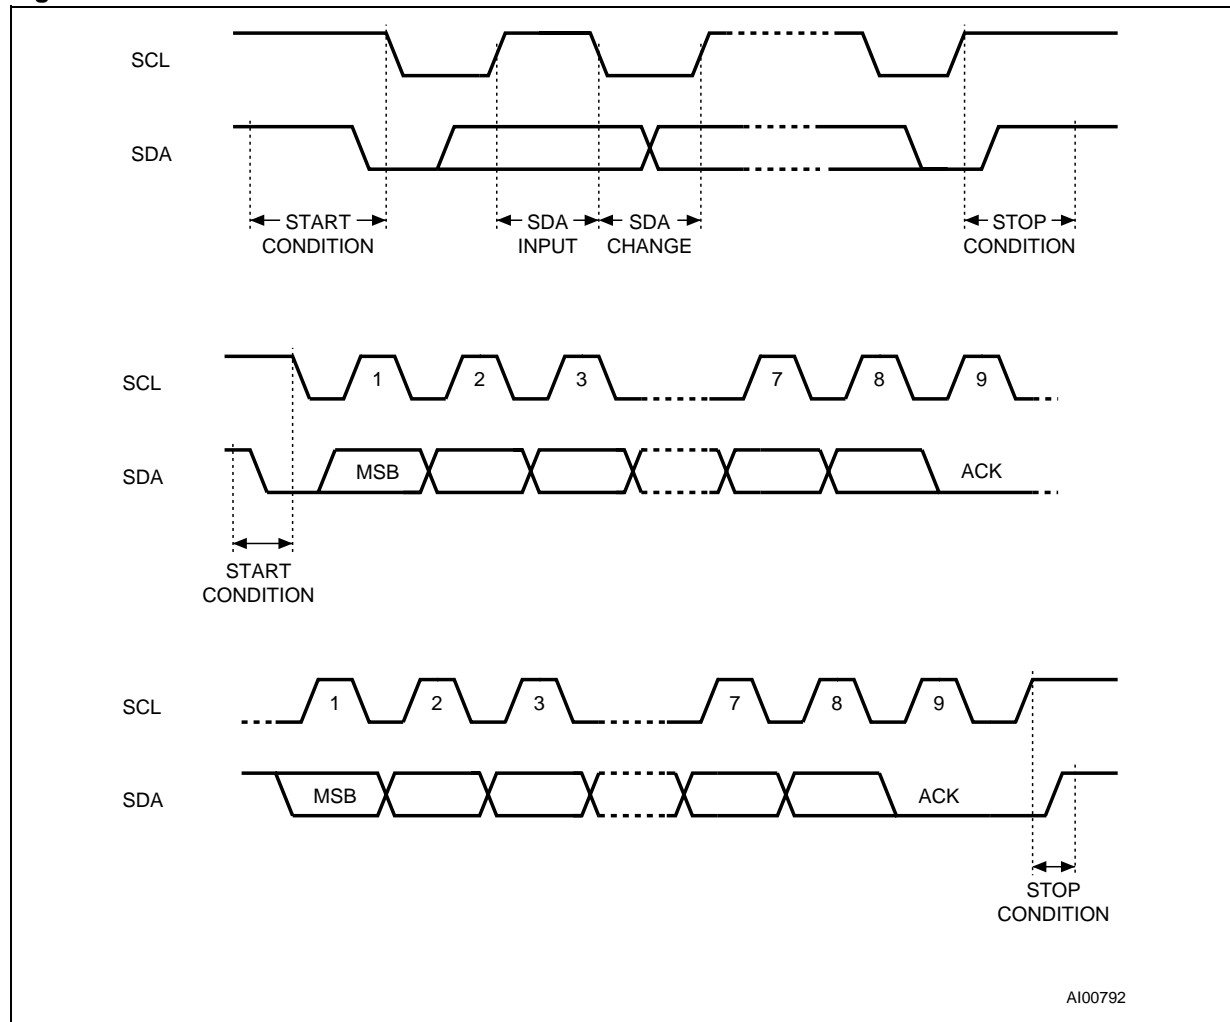 SCL
SDA
START CONDITION
SDA INPUT
SDA CHANGE
STOP CONDITION
SCL
1 2 3 7 8 9
SDA
MSB
ACK
START CONDITION
SCL
1 2 3 7 8 9
SDA
MSB
ACK
STOP CONDITION
AI00792